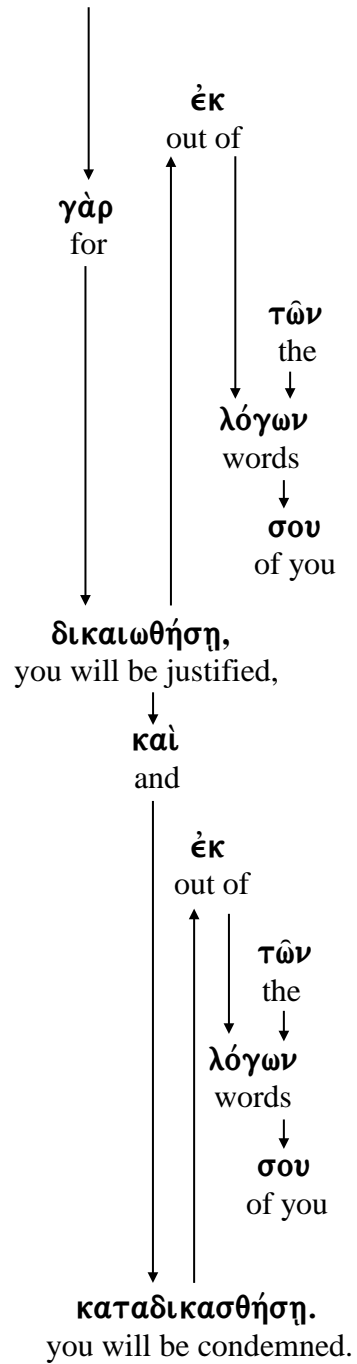 ἐκ
out of
γὰρ
for
τῶν
the
λόγων
words
σου
of you
δικαιωθήσῃ,
you will be justified,
καὶ
and
ἐκ
out of
τῶν
the
λόγων
words
σου
of you
καταδικασθήσῃ.
you will be condemned.